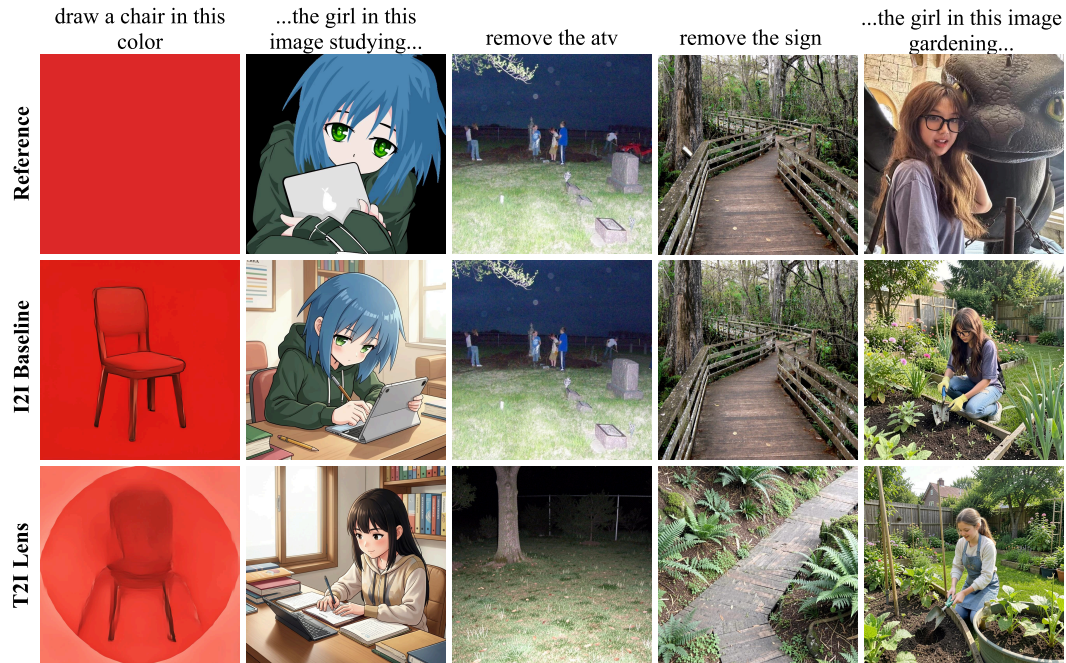 draw a chair in this
color
...the girl in this
image studying...
remove the atv
remove the sign
...the girl in this image
gardening...
Reference
I2I Baseline
T2I Lens